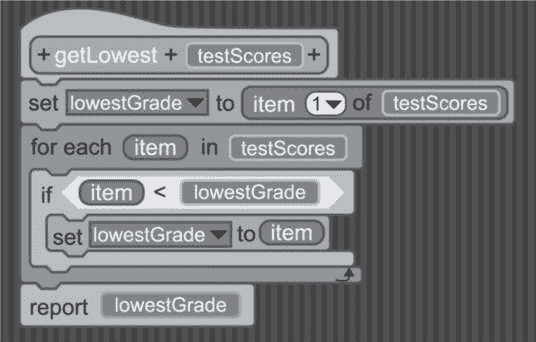 + getLowest + testScores +
set lowestGrade to item 1 of testScores
for each item in testScores
if item < lowestGrade
set lowestGrade to item
report lowestGrade